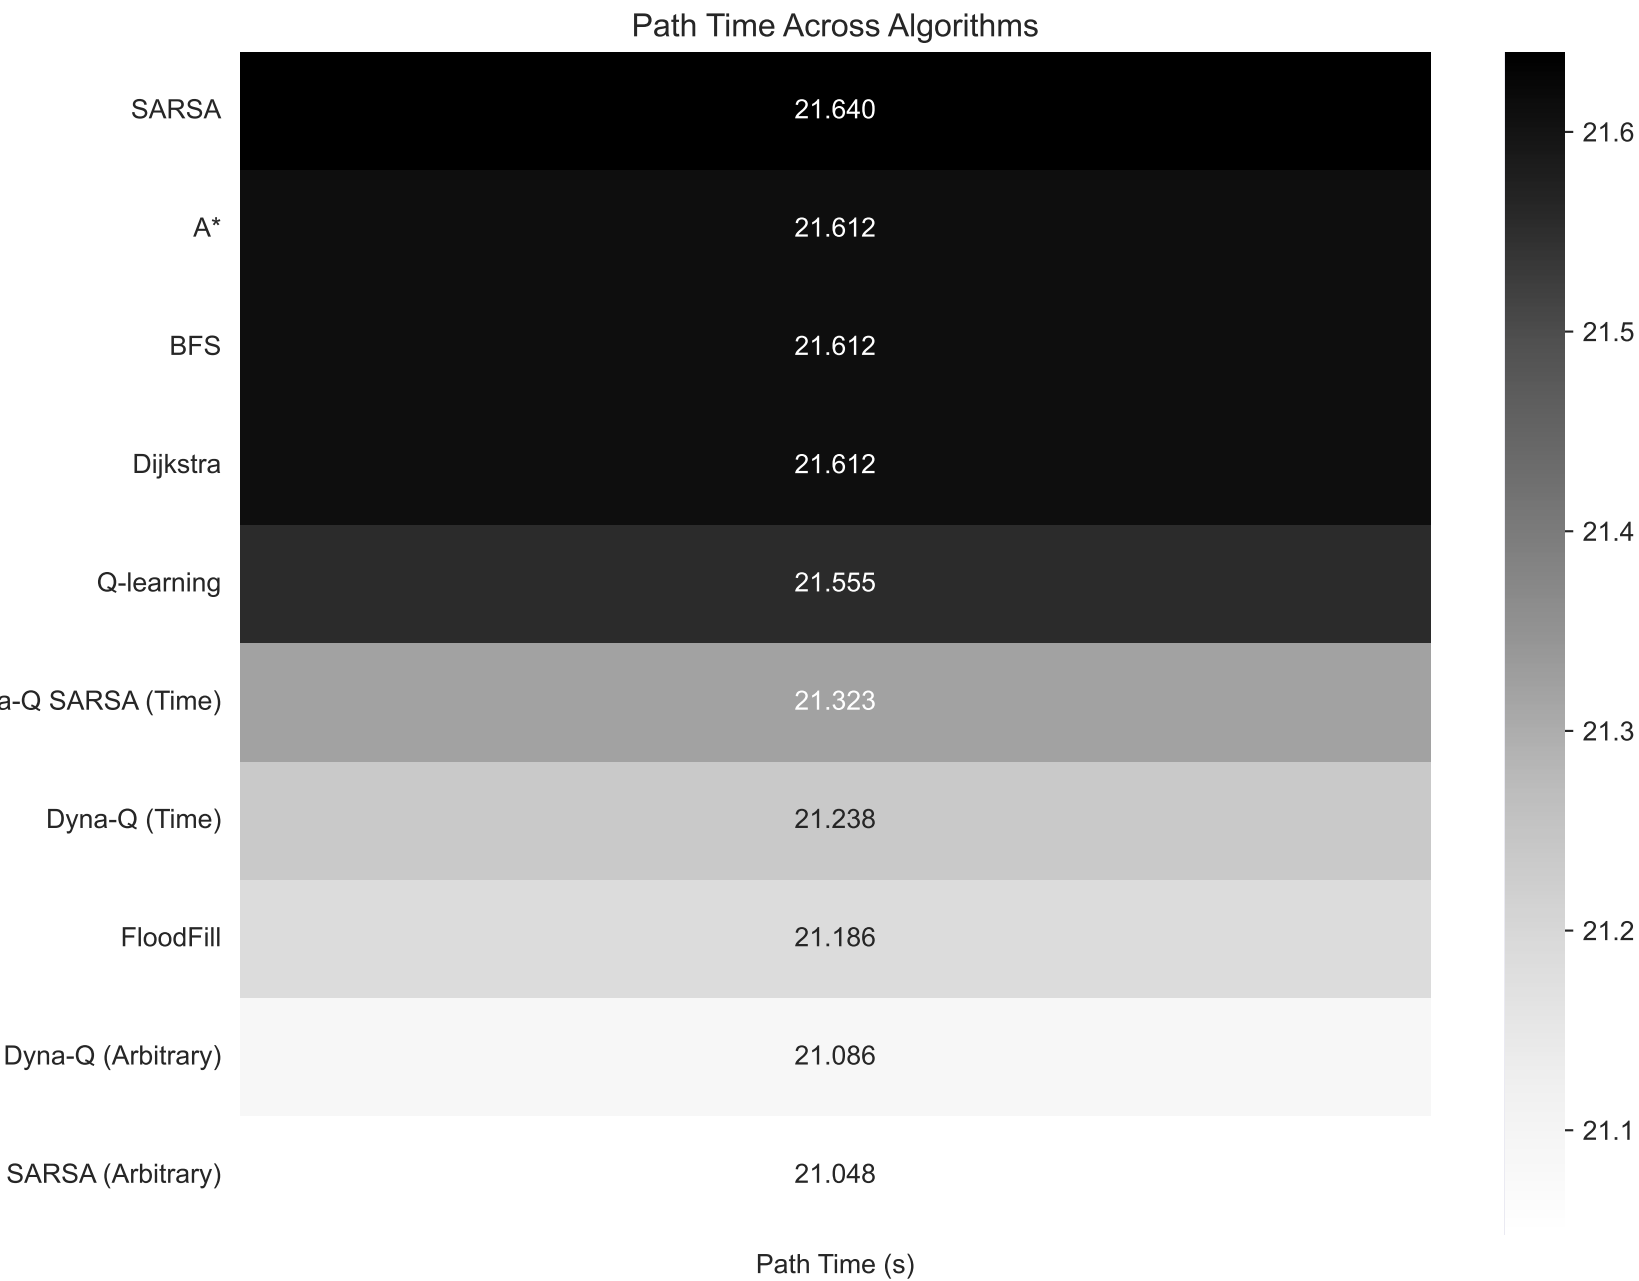 Path Time Across Algorithms
SARSA 21.640
A* 21.612
BFS 21.612
Dijkstra 21.612
Q-learning 21.555
a-Q SARSA (Time) 21.323
Dyna-Q (Time) 21.238
FloodFill 21.186
Dyna-Q (Arbitrary) 21.086
SARSA (Arbitrary) 21.048
Path Time (s)
21.6
21.5
21.4
21.3
21.2
21.1